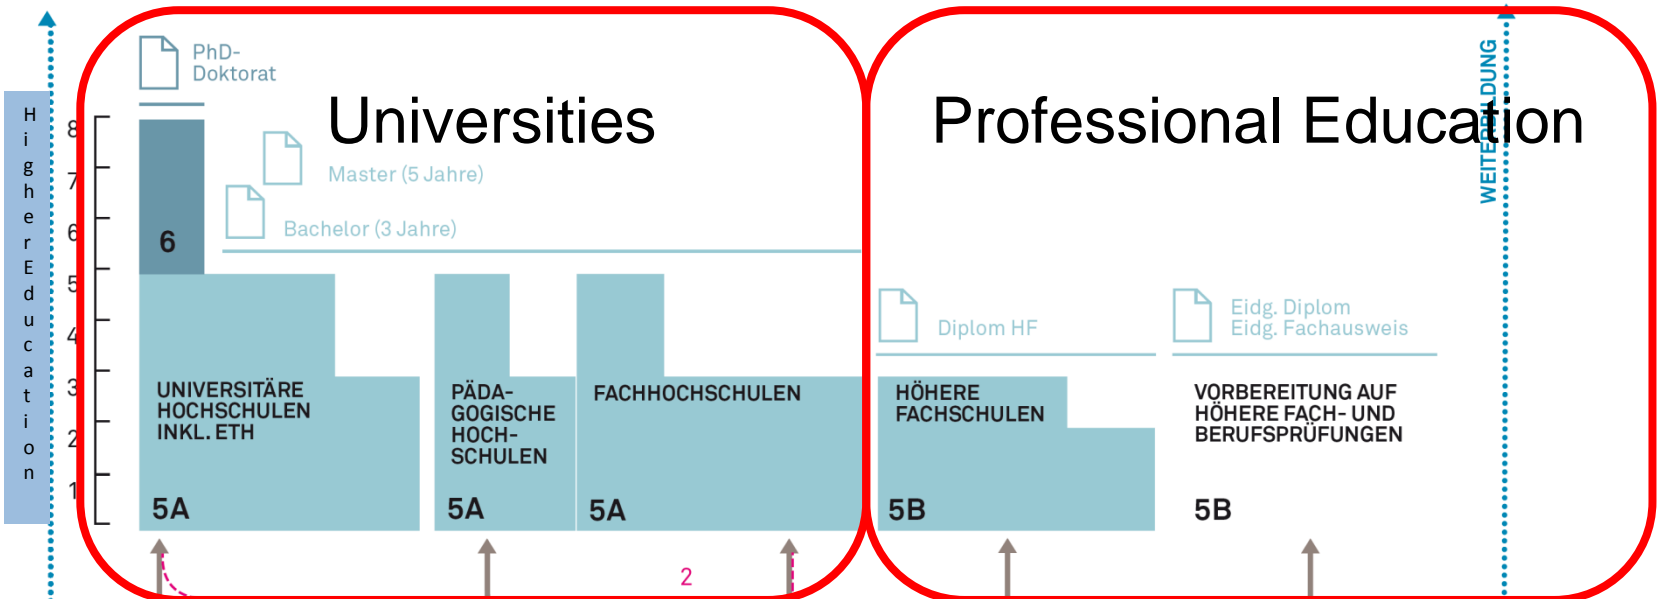 Higher Education
8
7
6
5
4
3
2
1
PhD-
Doktorat
Universities
Master (5 Jahre)
Bachelor (3 Jahre)
6
UNIVERSITÄRE
HOCHSCHULEN
INKL. ETH
5A
PÄDA-
GOGISCHE
HOCH-
SCHULEN
5A
FACHHOCHSCHULEN
5A
2
Professional Education
WEITERBILDUNG
Diplom HF
Eidg. Diplom
Eidg. Fachausweis
HÖHERE
FACHSCHULEN
5B
VORBEREITUNG AUF
HÖHERE FACH- UND
BERUFSPRÜFUNGEN
5B